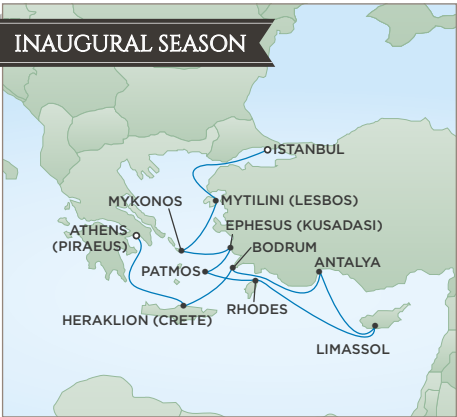 INAUGURAL SEASON
ISTANBUL
MYKONOS
MYTILINI (LESBOS)
EPHESUS (KUSADASI)
ATHENS
(PIRAEUS)
BODRUM
PATMOS
ANTALYA
RHODES
HERAKLION (CRETE)
LIMASSOL